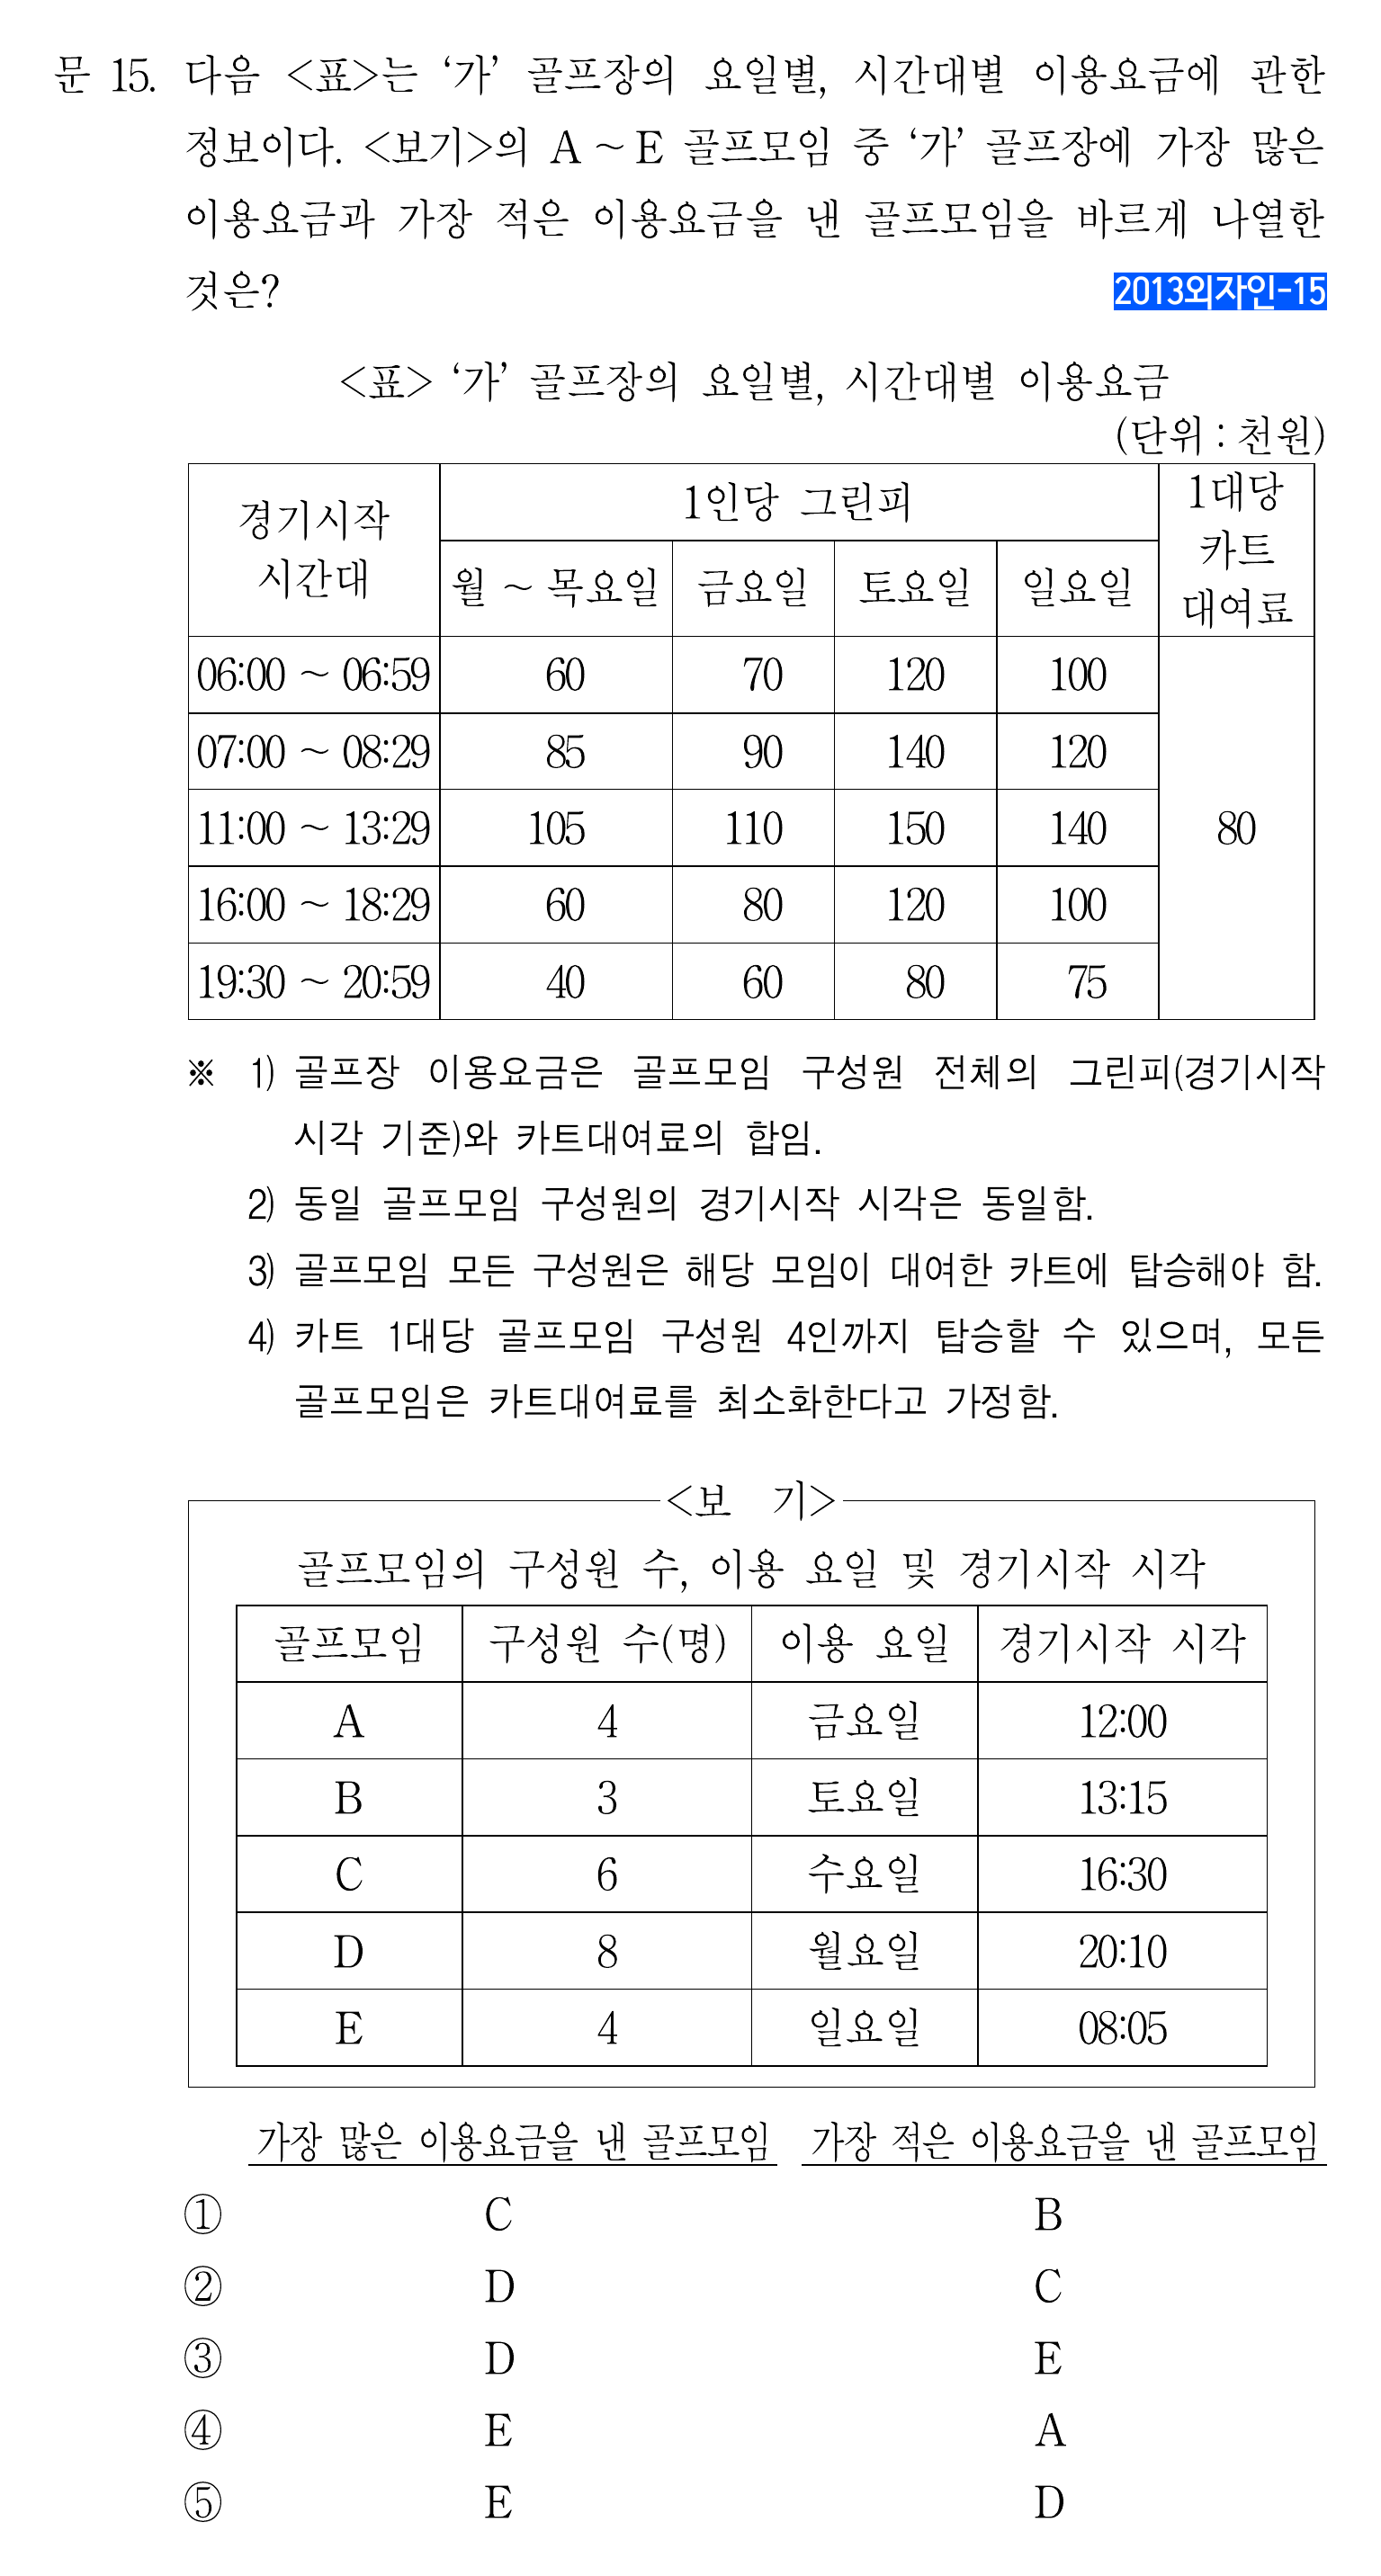 문 15. 다음 <표>는 ‘가’ 골프장의 요일별, 시간대별 이용요금에 관한
정보이다. <보기>의 A ~ E 골프모임 중 ‘가’ 골프장에 가장 많은
이용요금과 가장 적은 이용요금을 낸 골프모임을 바르게 나열한
것은? 2013외자인-15
<표> ‘가’ 골프장의 요일별, 시간대별 이용요금
(단위 : 천원)
경기시작 시간대 1인당 그린피 1대당 카트 대여료
월 ~ 목요일 금요일 토요일 일요일
06:00 ~ 06:59 60 70 120 100
07:00 ~ 08:29 85 90 140 120
11:00 ~ 13:29 105 110 150 140 80
16:00 ~ 18:29 60 80 120 100
19:30 ~ 20:59 40 60 80 75
※ 1) 골프장 이용요금은 골프모임 구성원 전체의 그린피(경기시작
시각 기준)와 카트대여료의 합임.
2) 동일 골프모임 구성원의 경기시작 시각은 동일함.
3) 골프모임 모든 구성원은 해당 모임이 대여한 카트에 탑승해야 함.
4) 카트 1대당 골프모임 구성원 4인까지 탑승할 수 있으며, 모든
골프모임은 카트대여료를 최소화한다고 가정함.
<보 기>
골프모임의 구성원 수, 이용 요일 및 경기시작 시각
골프모임 구성원 수(명) 이용 요일 경기시작 시각
A 4 금요일 12:00
B 3 토요일 13:15
C 6 수요일 16:30
D 8 월요일 20:10
E 4 일요일 08:05
가장 많은 이용요금을 낸 골프모임 가장 적은 이용요금을 낸 골프모임
① C B
② D C
③ D E
④ E A
⑤ E D